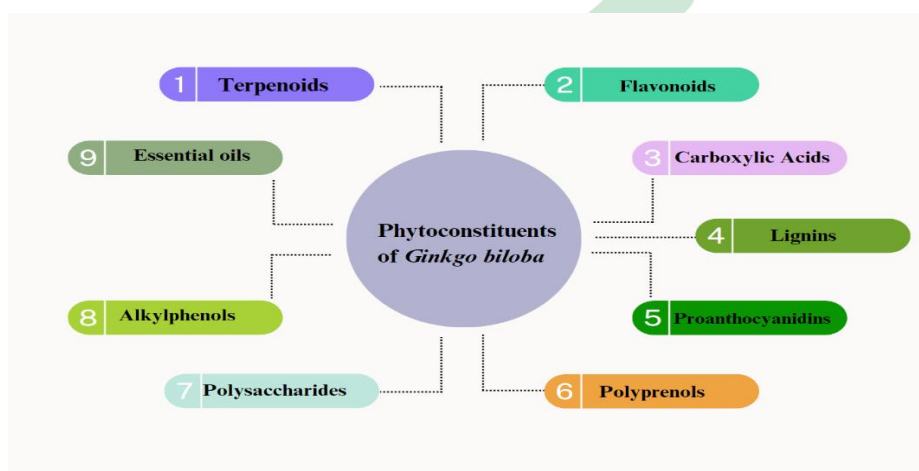 Phytoconstituents
of Ginkgo biloba
1 Terpenoids
2 Flavonoids
3 Carboxylic Acids
4 Lignins
5 Proanthocyanidins
6 Polyprenols
7 Polysaccharides
8 Alkylphenols
9 Essential oils